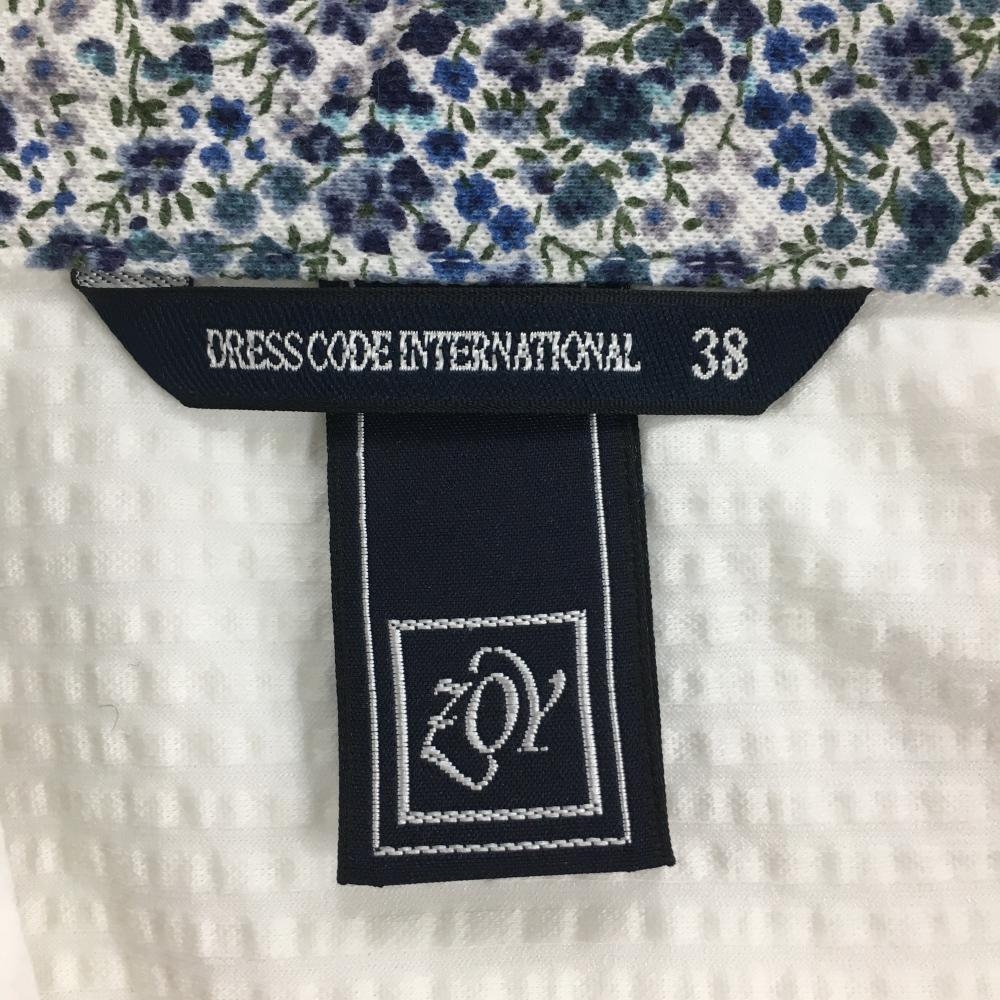 DRESS CODE INTERNATIONAL 38
ZOY